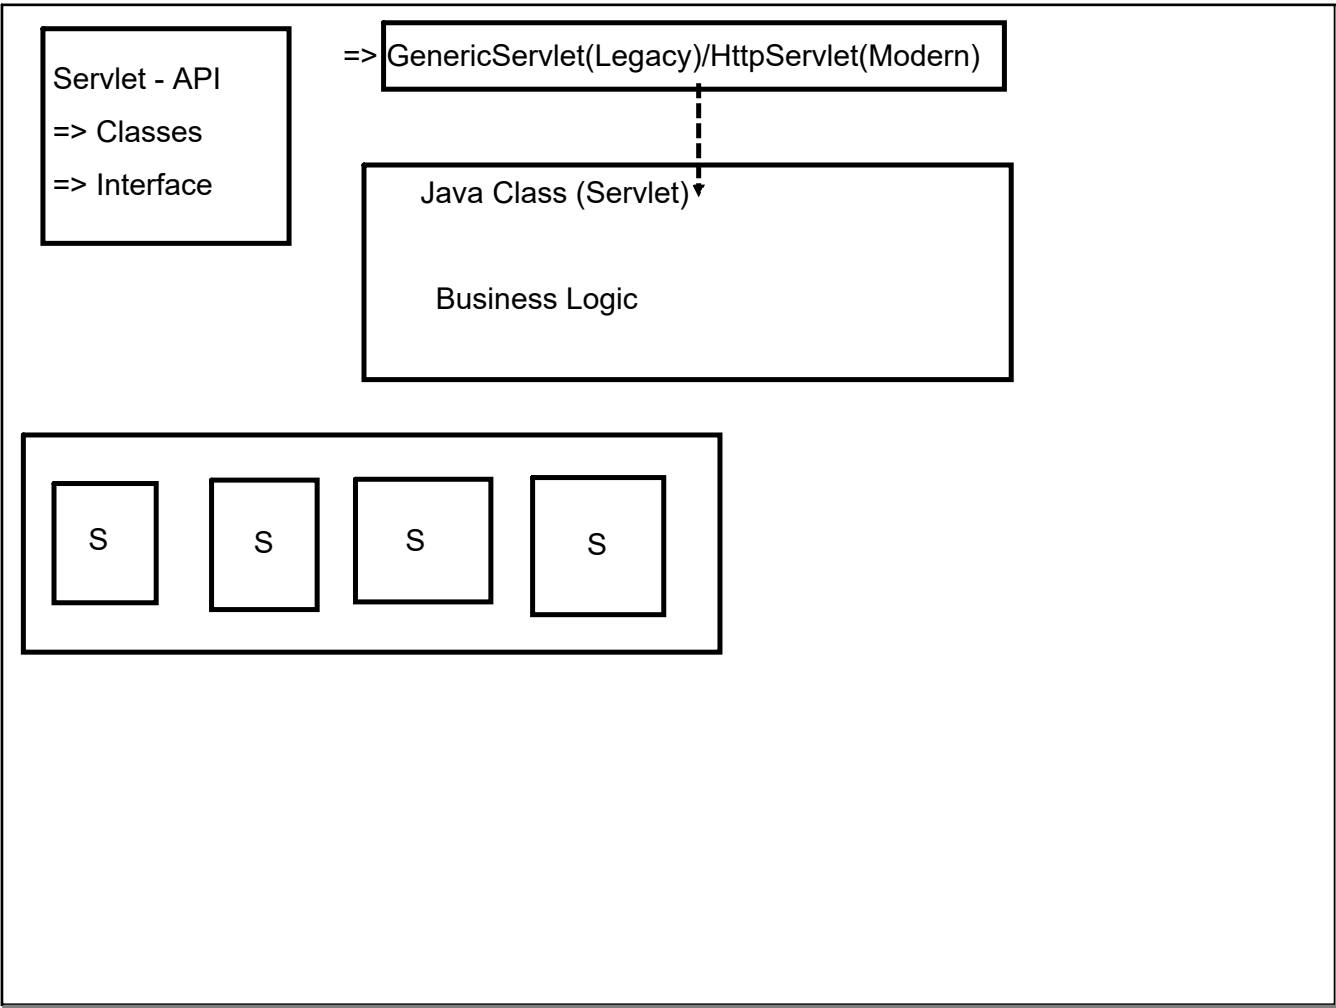 Servlet - API
=> Classes
=> Interface
=> GenericServlet(Legacy)/HttpServlet(Modern)
Java Class (Servlet)
Business Logic
S
S
S
S